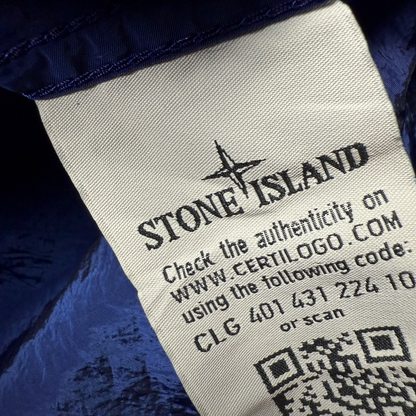 STONE ISLAND
Check the authenticity on
WWW.CERTILOGO.COM
using the following code:
CLG 401 431 224 10
or scan